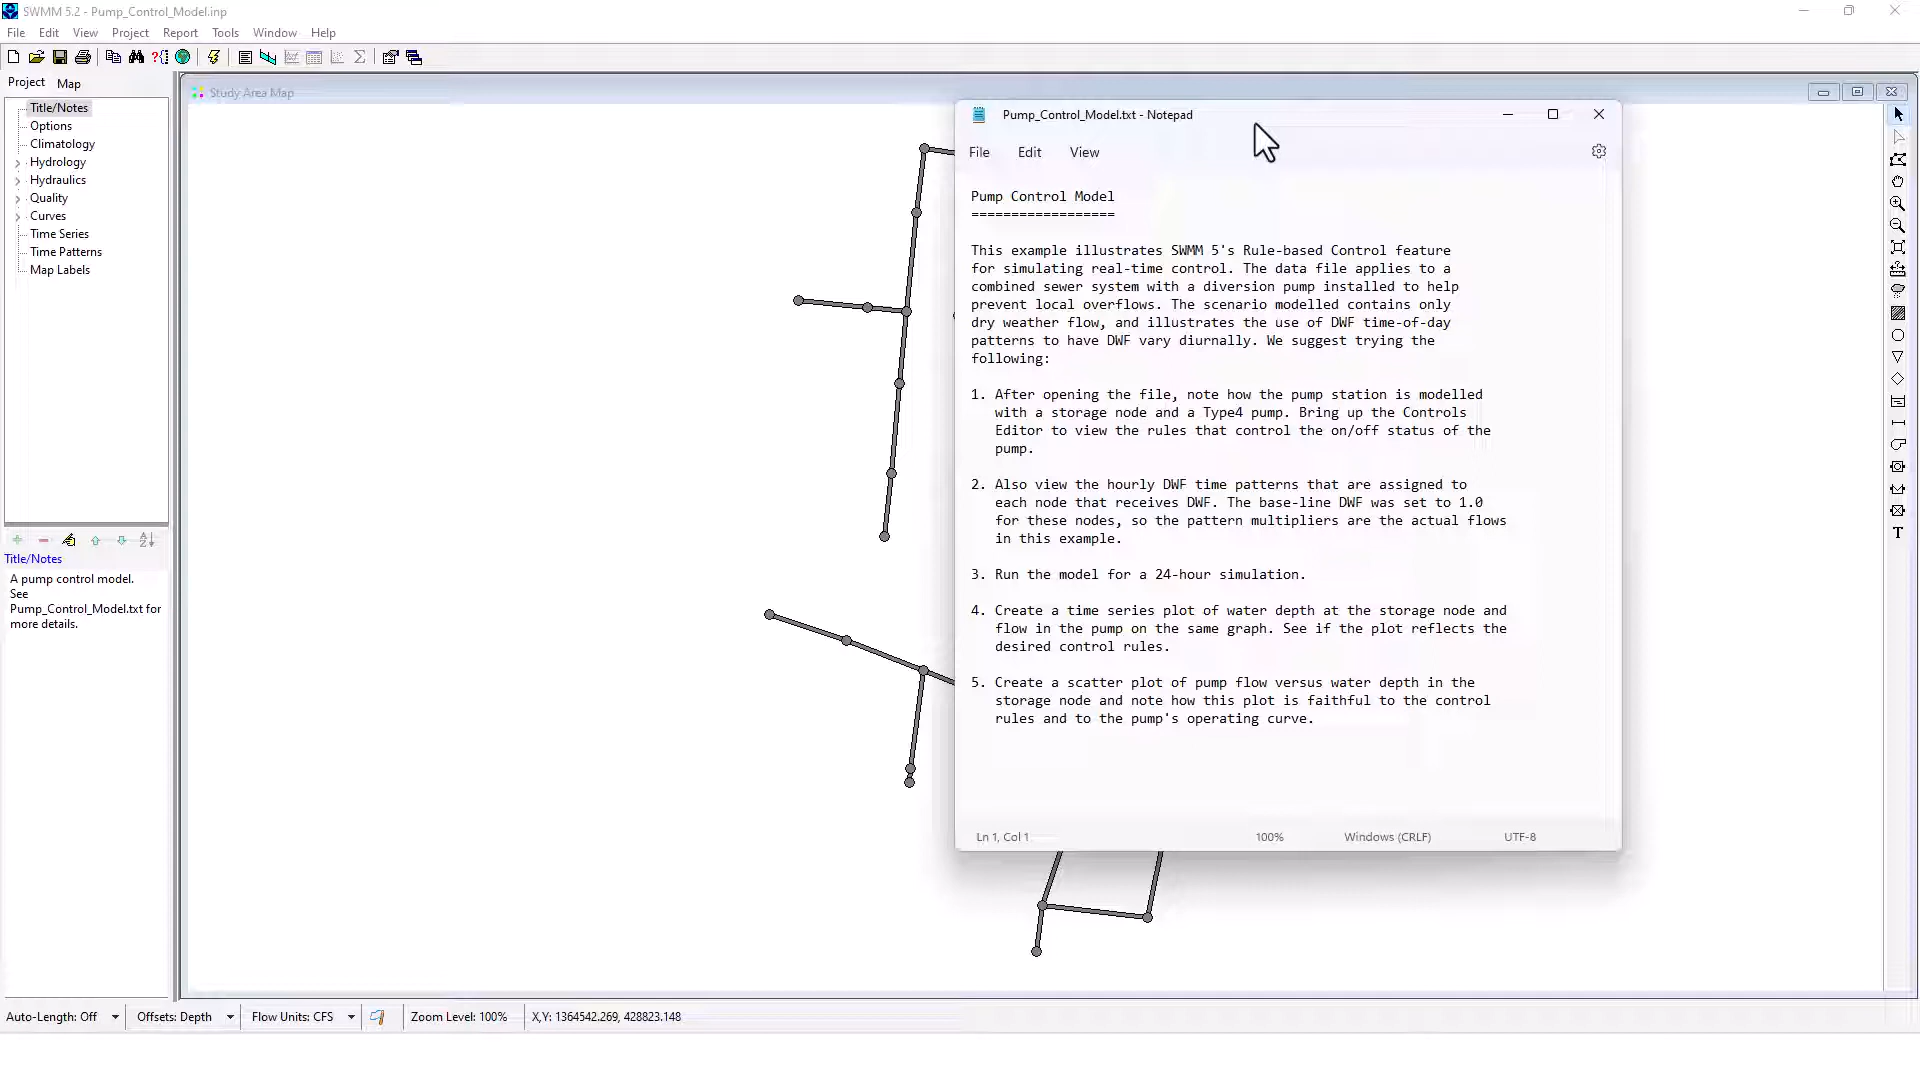 SWMM 5.2 - Pump_Control_Model.inp
File Edit View Project Report Tools Window Help
Project Map
Study Area Map
Title/Notes
Options
Climatology
Hydrology
Hydraulics
Quality
Curves
Time Series
Time Patterns
Map Labels
Title/Notes
A pump control model.
See
Pump_Control_Model.txt for
more details.
Pump_Control_Model.txt - Notepad
File Edit View
Pump Control Model
==================
This example illustrates SWMM 5's Rule-based Control feature
for simulating real-time control. The data file applies to a
combined sewer system with a diversion pump installed to help
prevent local overflows. The scenario modelled contains only
dry weather flow, and illustrates the use of DWF time-of-day
patterns to have DWF vary diurnally. We suggest trying the
following:
1. After opening the file, note how the pump station is modelled
with a storage node and a Type4 pump. Bring up the Controls
Editor to view the rules that control the on/off status of the
pump.
2. Also view the hourly DWF time patterns that are assigned to
each node that receives DWF. The base-line DWF was set to 1.0
for these nodes, so the pattern multipliers are the actual flows
in this example.
3. Run the model for a 24-hour simulation.
4. Create a time series plot of water depth at the storage node and
flow in the pump on the same graph. See if the plot reflects the
desired control rules.
5. Create a scatter plot of pump flow versus water depth in the
storage node and note how this plot is faithful to the control
rules and to the pump's operating curve.
Ln 1, Col 1 100% Windows (CRLF) UTF-8
Auto-Length: Off Offsets: Depth Flow Units: CFS Zoom Level: 100% X,Y: 1364542.269, 428823.148
T